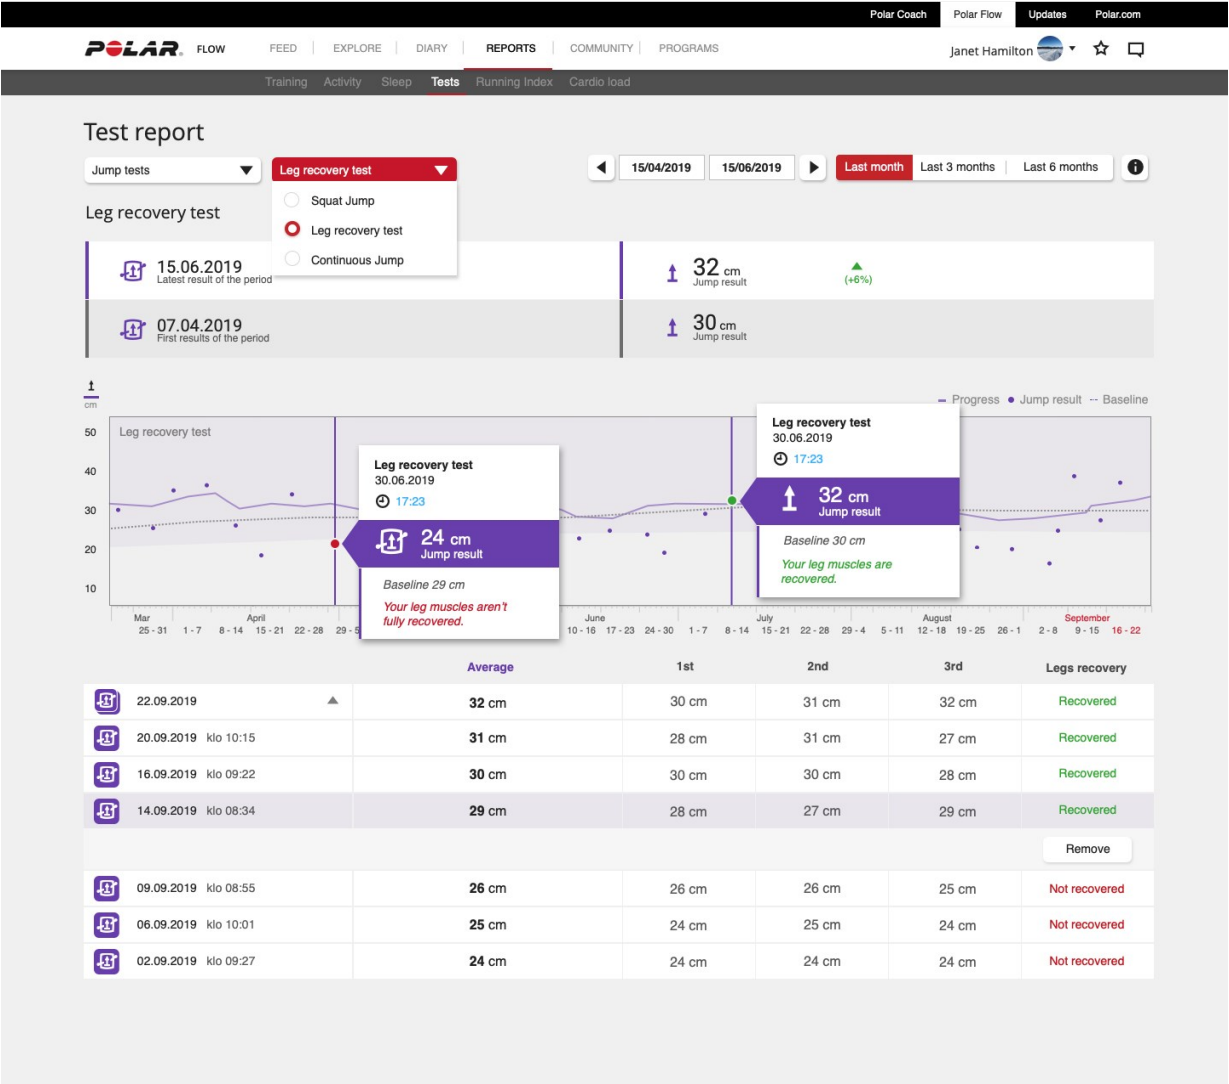 Polar Coach Polar Flow Updates Polar.com
POLAR. FLOW FEED EXPLORE DIARY REPORTS COMMUNITY PROGRAMS Janet Hamilton
Training Activity Sleep Tests Running Index Cardio load
Test report
Jump tests Leg recovery test 15/04/2019 15/06/2019 Last month Last 3 months Last 6 months
Squat Jump
Leg recovery test
Continuous Jump
Leg recovery test
15.06.2019
Latest result of the period
32 cm
Jump result
(+6%)
07.04.2019
First results of the period
30 cm
Jump result
cm
Progress Jump result Baseline
50
40
30
20
10
Leg recovery test
Leg recovery test
30.06.2019
17:23
24 cm
Jump result
Baseline 29 cm
Your leg muscles aren't
fully recovered.
Leg recovery test
30.06.2019
17:23
32 cm
Jump result
Baseline 30 cm
Your leg muscles are
recovered.
Mar April June July August September
25 - 31 1 - 7 8 - 14 15 - 21 22 - 28 29 - 5 10 - 16 17 - 23 24 - 30 1 - 7 8 - 14 15 - 21 22 - 28 29 - 4 5 - 11 12 - 18 19 - 25 26 - 1 2 - 8 9 - 15 16 - 22
Average 1st 2nd 3rd Legs recovery
22.09.2019 32 cm 30 cm 31 cm 32 cm Recovered
20.09.2019 klo 10:15 31 cm 28 cm 31 cm 27 cm Recovered
16.09.2019 klo 09:22 30 cm 30 cm 30 cm 28 cm Recovered
14.09.2019 klo 08:34 29 cm 28 cm 27 cm 29 cm Recovered
Remove
09.09.2019 klo 08:55 26 cm 26 cm 26 cm 25 cm Not recovered
06.09.2019 klo 10:01 25 cm 24 cm 25 cm 24 cm Not recovered
02.09.2019 klo 09:27 24 cm 24 cm 24 cm 24 cm Not recovered